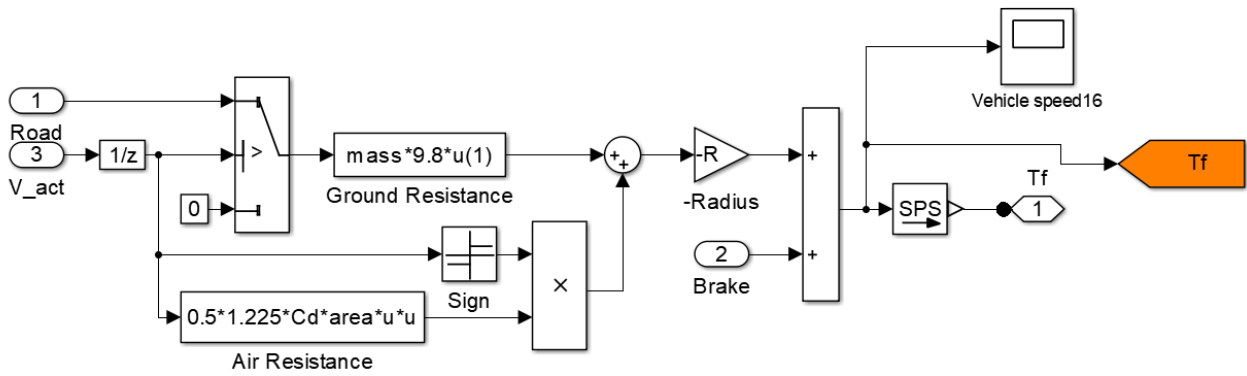 1
Road
3
V_act
1/z
>
0
mass*9.8*u(1)
Ground Resistance
Sign
0.5*1.225*Cd*area*u*u
Air Resistance
×
+
+
-R
-Radius
2
Brake
+
+
Vehicle speed16
SPS
Tf
1
Tf